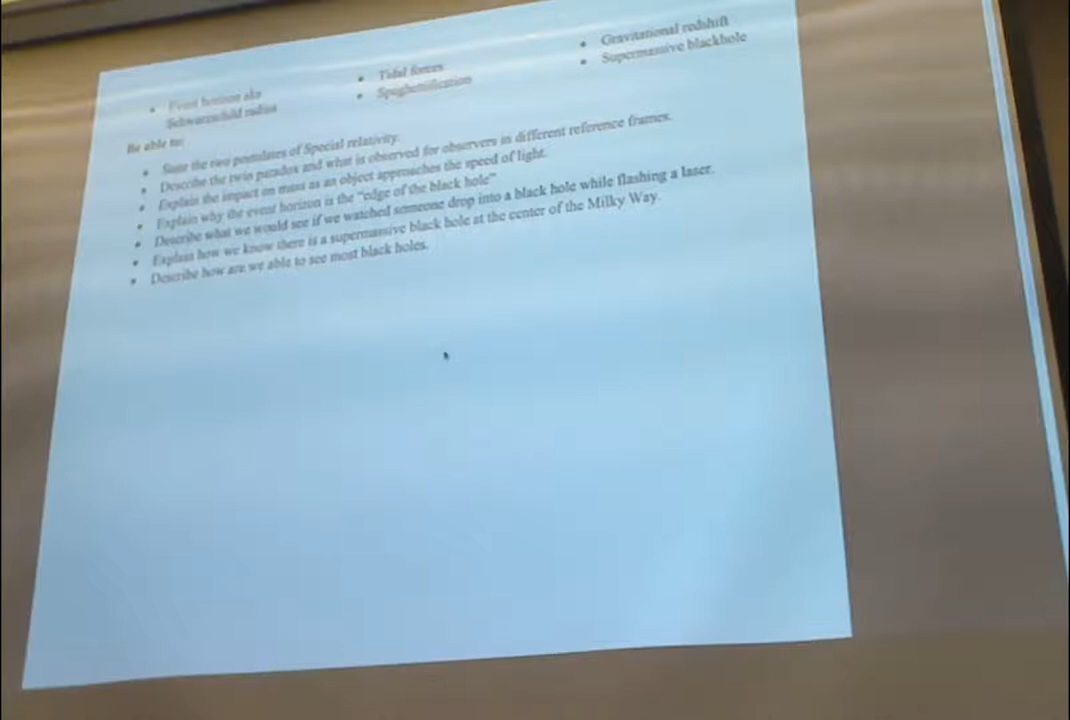 • Event horizon aka
Schwarzschild radius
• Tidal forces
• Spaghettification
• Gravitational redshift
• Supermassive blackhole
Be able to:
• State the two postulates of Special relativity.
• Describe the twin paradox and what is observed for observers in different reference frames.
• Explain the impact on mass as an object approaches the speed of light.
• Explain why the event horizon is the "edge of the black hole"
• Describe what we would see if we watched someone drop into a black hole while flashing a laser.
• Explain how we know there is a supermassive black hole at the center of the Milky Way.
• Describe how are we able to see most black holes.